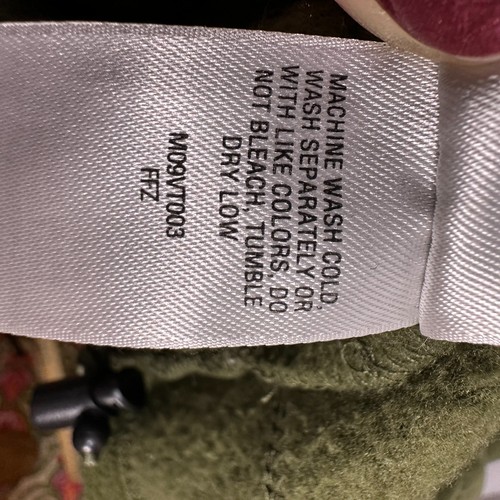 MACHINE WASH COLD,
WASH SEPARATELY OR
WITH LIKE COLORS, DO
NOT BLEACH, TUMBLE
DRY LOW
M09VT003
FFZ